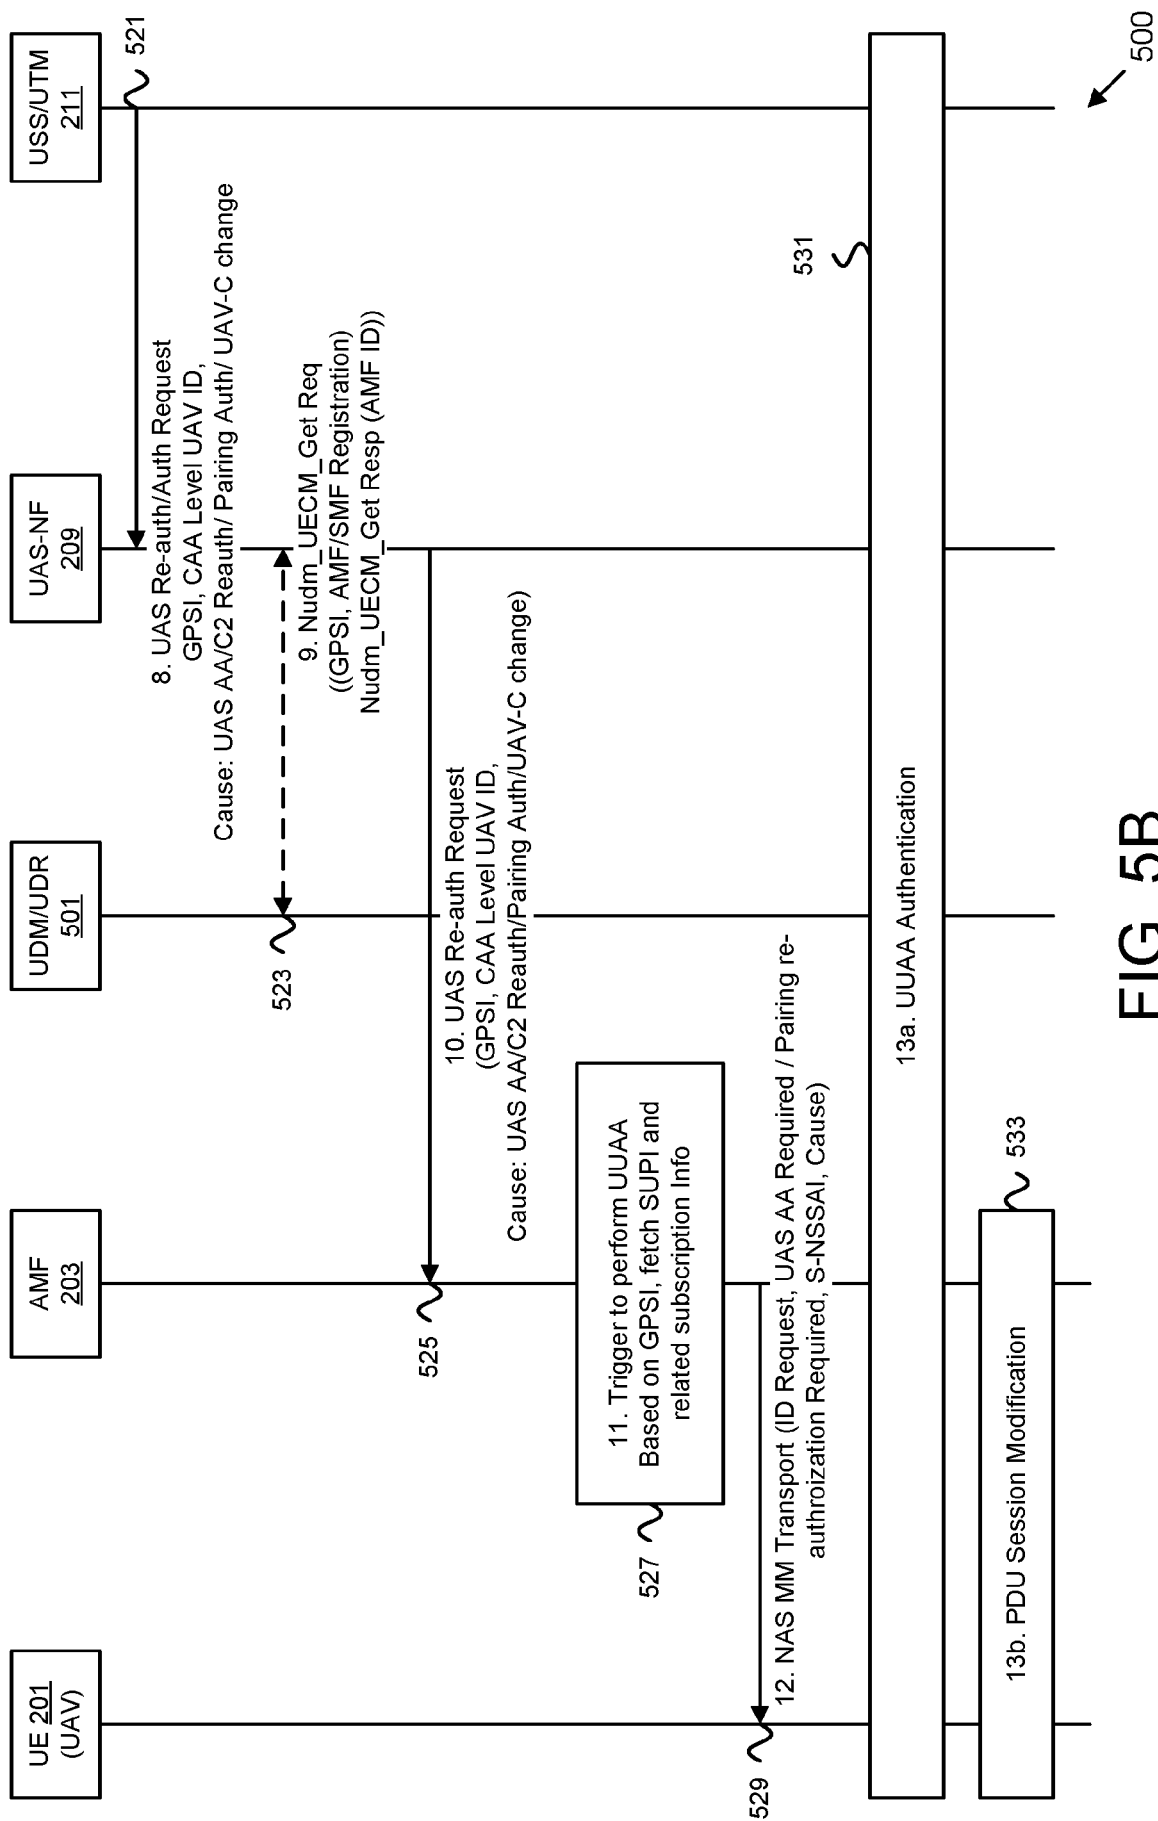 UE 201
(UAV)
AMF
203
UDM/UDR
501
UAS-NF
209
USS/UTM
211
521
8. UAS Re-auth/Auth Request
GPSI, CAA Level UAV ID,
Cause: UAS AA/C2 Reauth/ Pairing Auth/ UAV-C change
523
9. Nudm_UECM_Get Req
((GPSI, AMF/SMF Registration)
Nudm_UECM_Get Resp (AMF ID))
525
10. UAS Re-auth Request
(GPSI, CAA Level UAV ID,
Cause: UAS AA/C2 Reauth/Pairing Auth/UAV-C change)
527
11. Trigger to perform UUAA
Based on GPSI, fetch SUPI and
related subscription Info
529
12. NAS MM Transport (ID Request, UAS AA Required / Pairing re-
authroization Required, S-NSSAI, Cause)
531
13a. UUAA Authentication
13b. PDU Session Modification
533
500
FIG. 5B